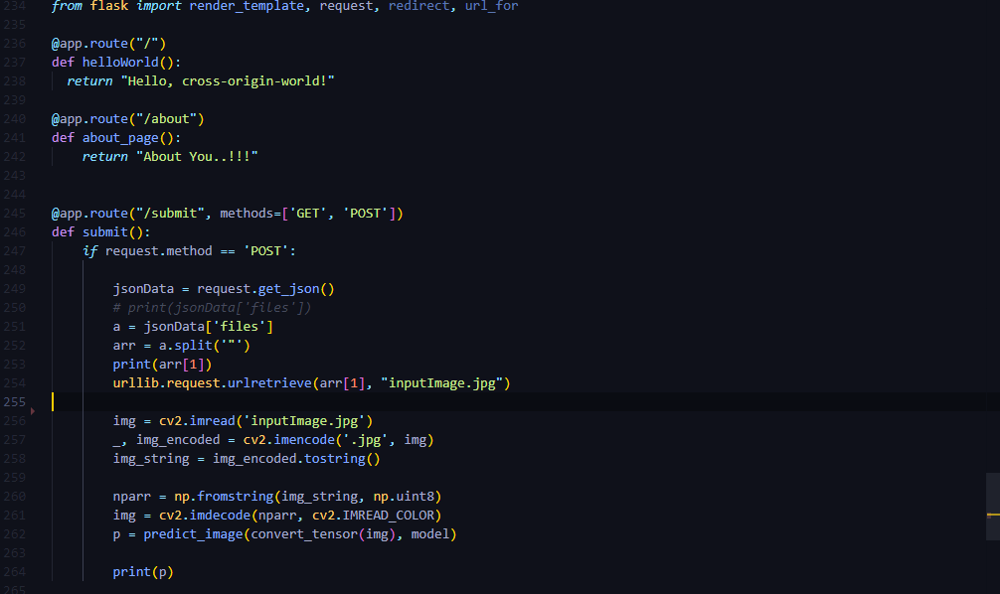 234 from flask import render_template, request, redirect, url_for
235
236 @app.route("/")
237 def helloWorld():
238 return "Hello, cross-origin-world!"
239
240 @app.route("/about")
241 def about_page():
242 return "About You..!!!"
243
244
245 @app.route("/submit", methods=['GET', 'POST'])
246 def submit():
247 if request.method == 'POST':
248
249 jsonData = request.get_json()
250 # print(jsonData['files'])
251 a = jsonData['files']
252 arr = a.split('"')
253 print(arr[1])
254 urllib.request.urlretrieve(arr[1], "inputImage.jpg")
255
256 img = cv2.imread('inputImage.jpg')
257 _, img_encoded = cv2.imencode('.jpg', img)
258 img_string = img_encoded.tostring()
259
260 nparr = np.fromstring(img_string, np.uint8)
261 img = cv2.imdecode(nparr, cv2.IMREAD_COLOR)
262 p = predict_image(convert_tensor(img), model)
263
264 print(p)
265